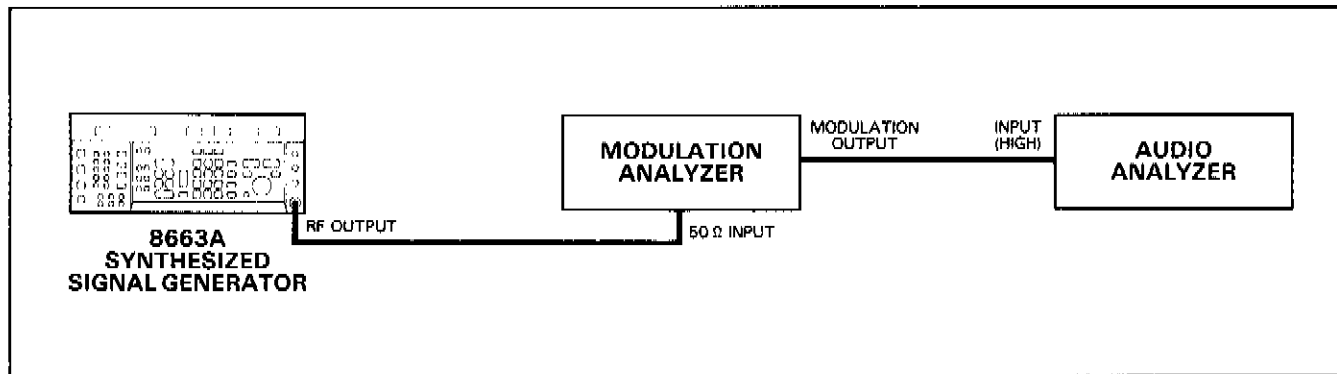 8663A
SYNTHESIZED
SIGNAL GENERATOR
RF OUTPUT
MODULATION
ANALYZER
50 Ω INPUT
MODULATION
OUTPUT
INPUT
(HIGH)
AUDIO
ANALYZER